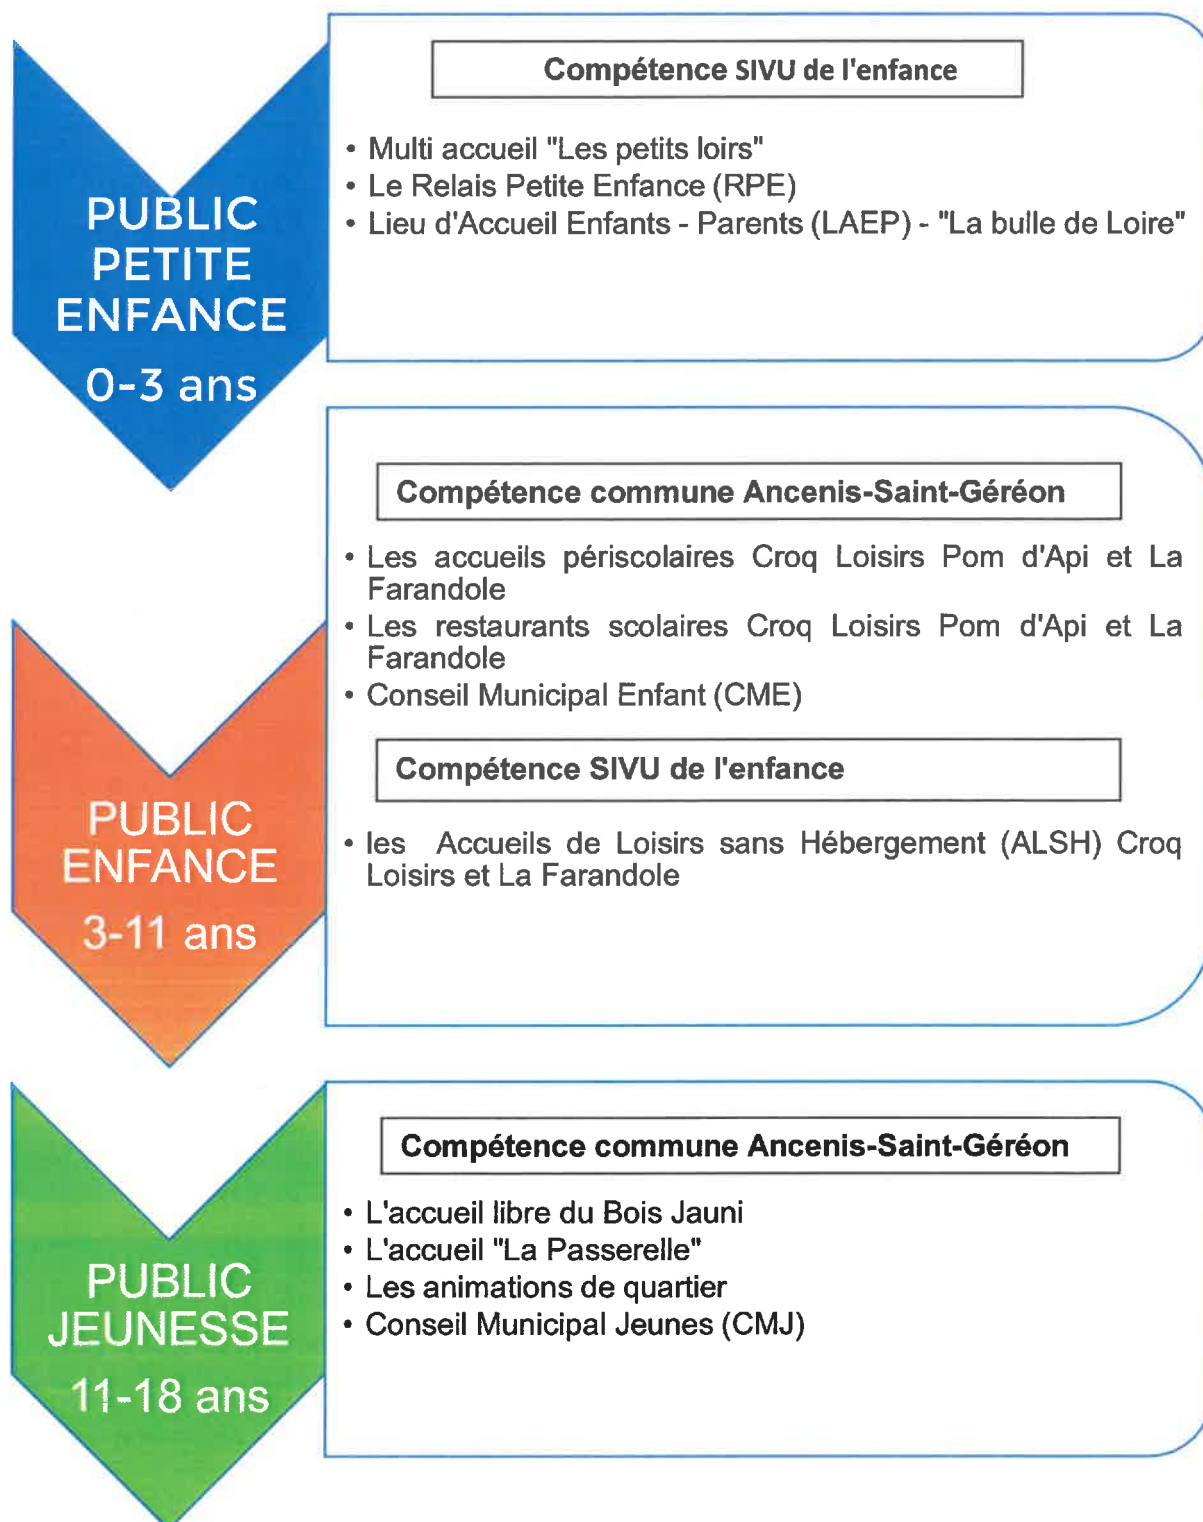 PUBLIC
PETITE
ENFANCE
0-3 ans
Compétence SIVU de l'enfance
• Multi accueil "Les petits loirs"
• Le Relais Petite Enfance (RPE)
• Lieu d'Accueil Enfants - Parents (LAEP) - "La bulle de Loire"
PUBLIC
ENFANCE
3-11 ans
Compétence commune Ancenis-Saint-Géréon
• Les accueils périscolaires Croq Loisirs Pom d'Api et La
Farandole
• Les restaurants scolaires Croq Loisirs Pom d'Api et La
Farandole
• Conseil Municipal Enfant (CME)
Compétence SIVU de l'enfance
• les Accueils de Loisirs sans Hébergement (ALSH) Croq
Loisirs et La Farandole
PUBLIC
JEUNESSE
11-18 ans
Compétence commune Ancenis-Saint-Géréon
• L'accueil libre du Bois Jauni
• L'accueil "La Passerelle"
• Les animations de quartier
• Conseil Municipal Jeunes (CMJ)